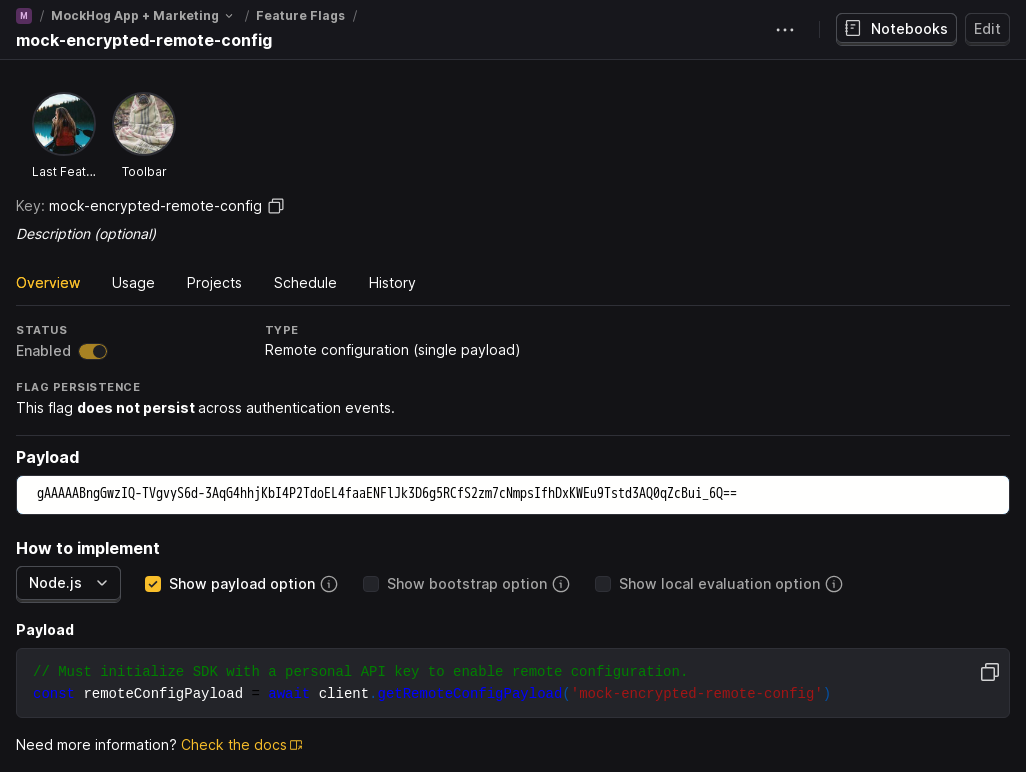 M / MockHog App + Marketing / Feature Flags /
mock-encrypted-remote-config
Notebooks
Edit
Last Feat...
Toolbar
Key: mock-encrypted-remote-config
Description (optional)
Overview Usage Projects Schedule History
STATUS
Enabled
TYPE
Remote configuration (single payload)
FLAG PERSISTENCE
This flag does not persist across authentication events.
Payload
gAAAAABngGwzIQ-TVgvyS6d-3AqG4hhjKbI4P2TdoEL4faaENFlJk3D6g5RCfS2zm7cNmpsIfhDxKWEu9Tstd3AQ0qZcBui_6Q==
How to implement
Node.js
Show payload option
Show bootstrap option
Show local evaluation option
Payload
// Must initialize SDK with a personal API key to enable remote configuration.
const remoteConfigPayload = await client.getRemoteConfigPayload('mock-encrypted-remote-config')
Need more information? Check the docs